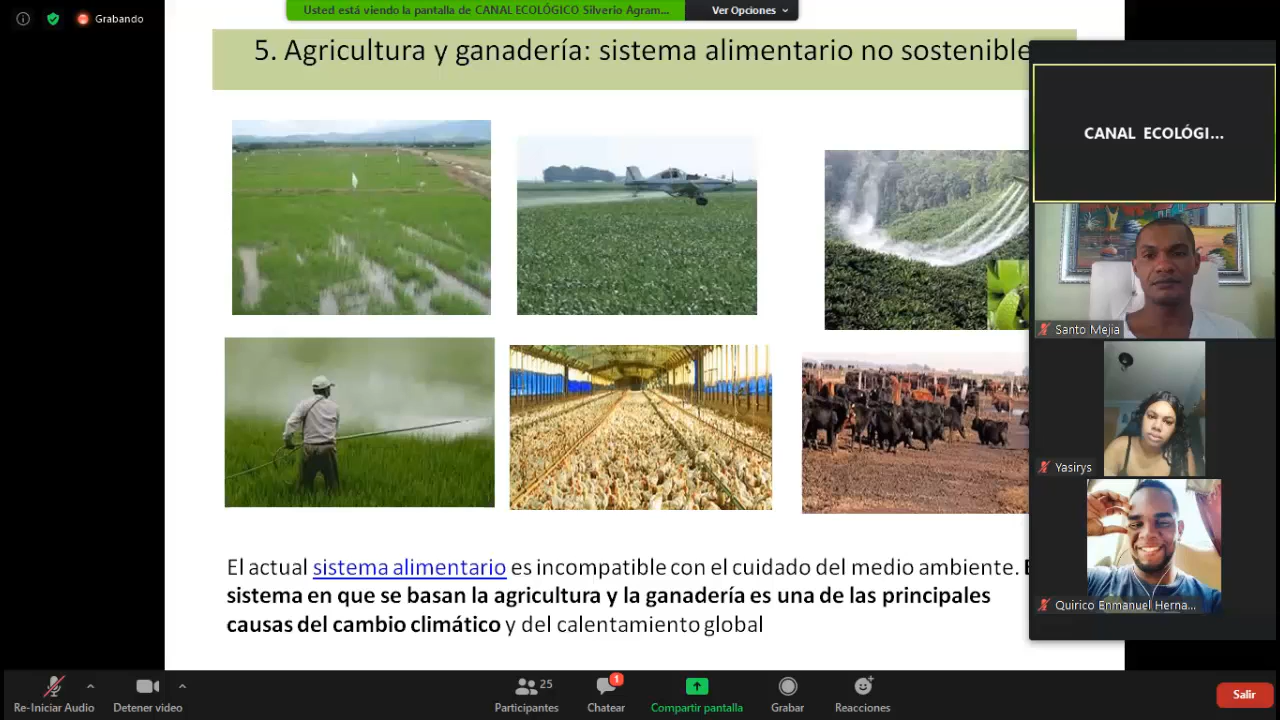 Grabando
Usted está viendo la pantalla de CANAL ECOLÓGICO Silverio Agram...
Ver Opciones
5. Agricultura y ganadería: sistema alimentario no sostenible
CANAL ECOLÓGI...
Santo Mejia
Yasirys
Quirico Enmanuel Herna...
El actual sistema alimentario es incompatible con el cuidado del medio ambiente.
sistema en que se basan la agricultura y la ganadería es una de las principales
causas del cambio climático y del calentamiento global
Re-Iniciar Audio
Detener video
25
Participantes
1
Chatear
Compartir pantalla
Grabar
Reacciones
Salir